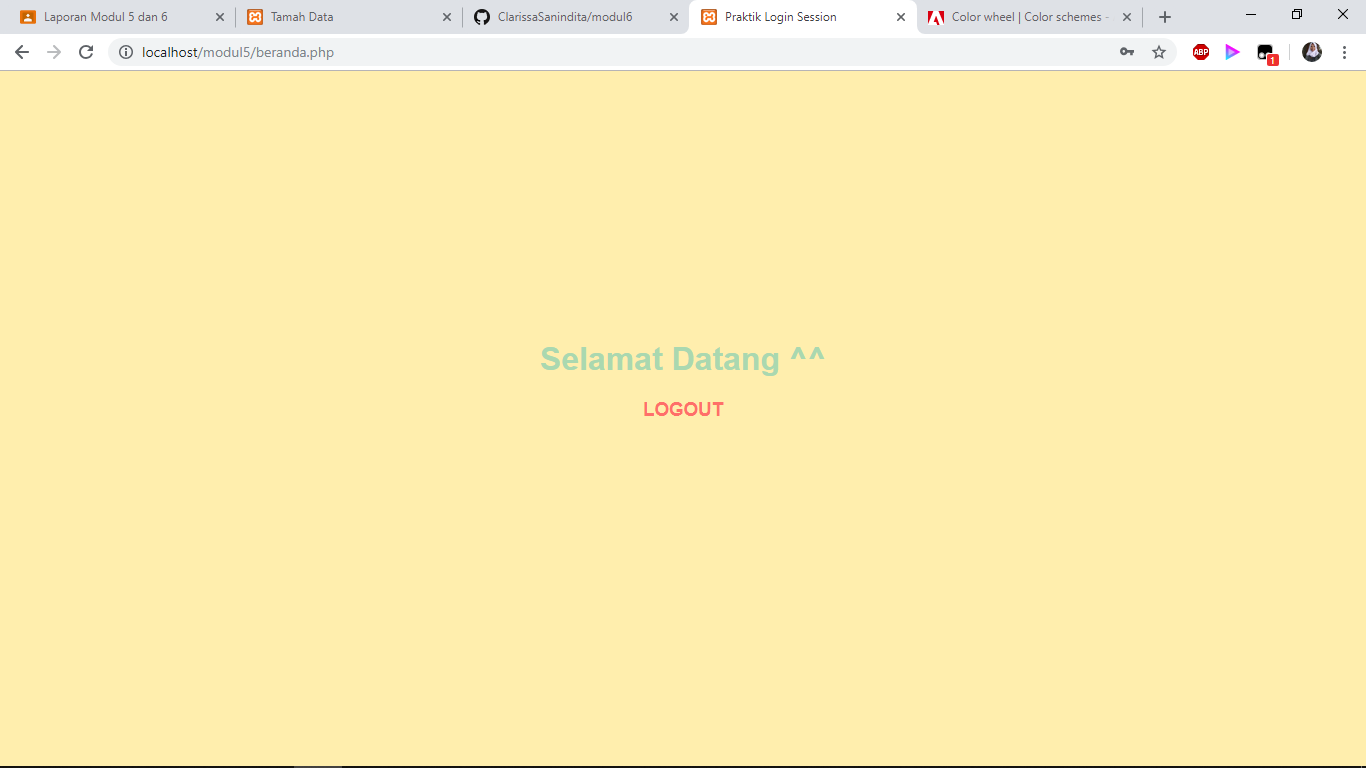 Laporan Modul 5 dan 6
Tamah Data
ClarissaSanindita/modul6
Praktik Login Session
Color wheel | Color schemes -
localhost/modul5/beranda.php
ABP
1
Selamat Datang ^^
LOGOUT